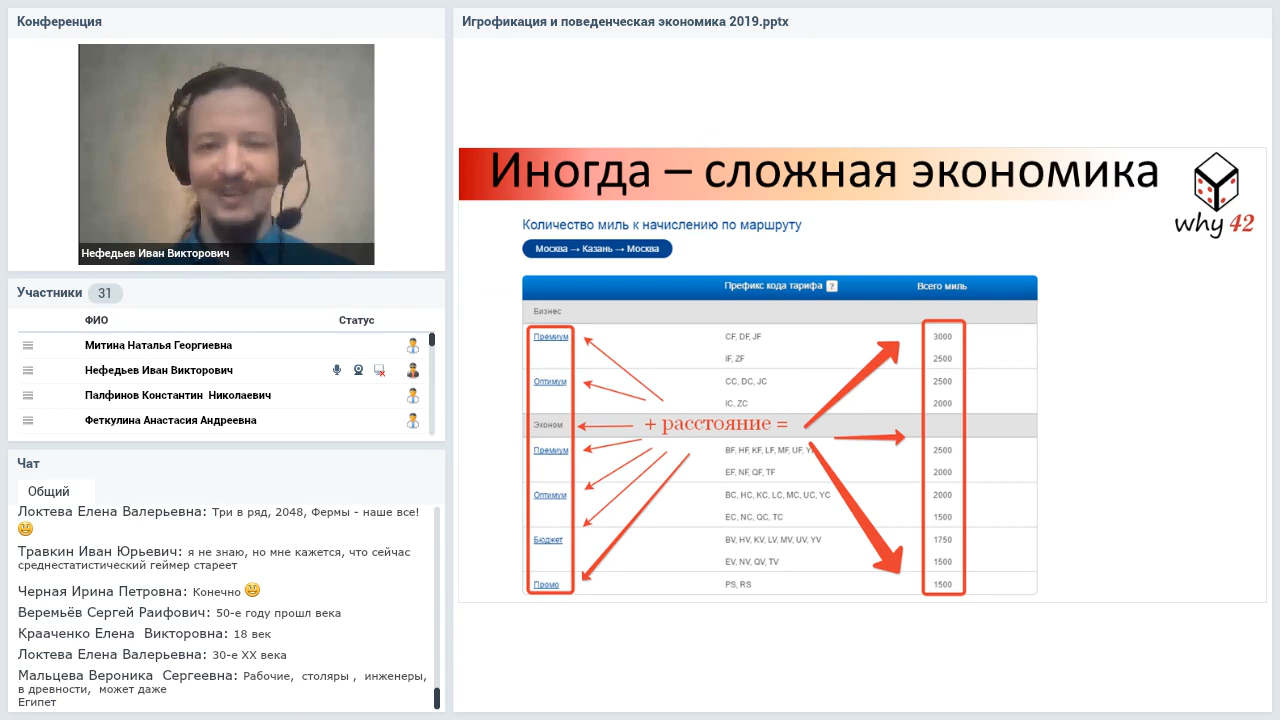 Конференция
Нефедьев Иван Викторович
Участники 31
ФИО Статус
Митина Наталья Георгиевна
Нефедьев Иван Викторович
Палфинов Константин Николаевич
Феткулина Анастасия Андреевна
Чат
Общий
Локтева Елена Валерьевна: Три в ряд, 2048, Фермы - наше все!
Травкин Иван Юрьевич: я не знаю, но мне кажется, что сейчас
среднестатистический геймер стареет
Черная Ирина Петровна: Конечно
Веремьёв Сергей Раифович: 50-е году прошл века
Крааченко Елена Викторовна: 18 век
Локтева Елена Валерьевна: 30-е XX века
Мальцева Вероника Сергеевна: Рабочие, столяры , инженеры,
в древности, может даже
Египет
Игрофикация и поведенческая экономика 2019.pptx
Иногда – сложная экономика
why 42
Количество миль к начислению по маршруту
Москва → Казань → Москва
Префикс кода тарифа ? Всего миль
Бизнес
Премиум CF, DF, JF 3000
IF, ZF 2500
Оптимум CC, DC, JC 2500
IC, ZC 2000
Эконом + расстояние =
Премиум BF, HF, KF, LF, MF, UF, 2500
EF, NF, QF, TF 2000
Оптимум BC, HC, KC, LC, MC, UC, YC 2000
EC, NC, QC, TC 1500
Бюджет BV, HV, KV, LV, MV, UV, YV 1750
EV, NV, QV, TV 1500
Промо PS, RS 1500